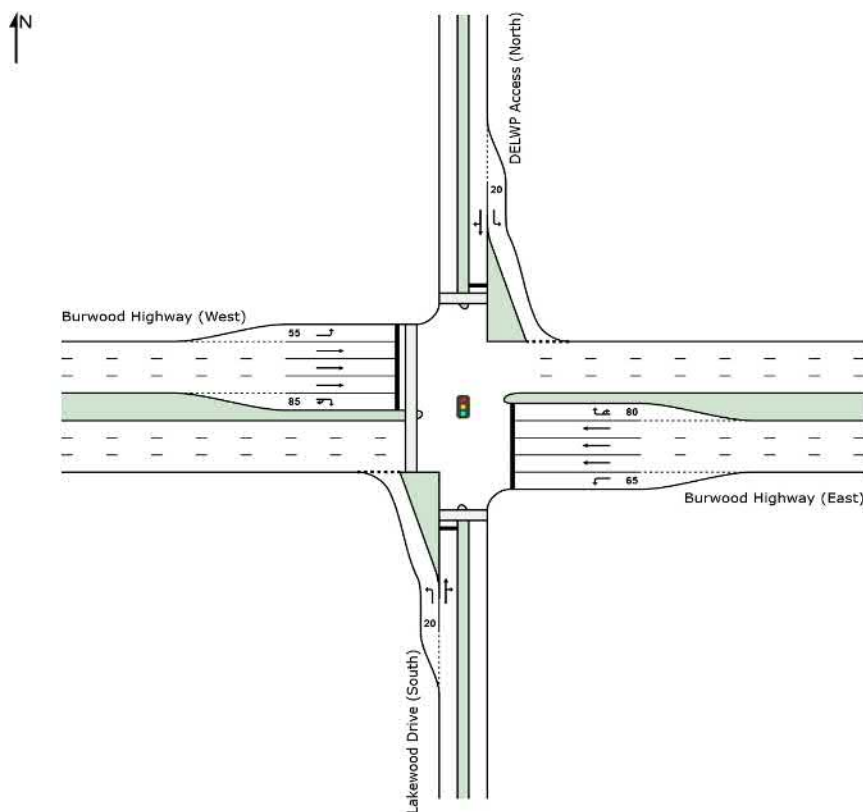 N
DELWP Access (North)
20
Burwood Highway (West)
55
85
80
65
Burwood Highway (East)
20
Lakewood Drive (South)